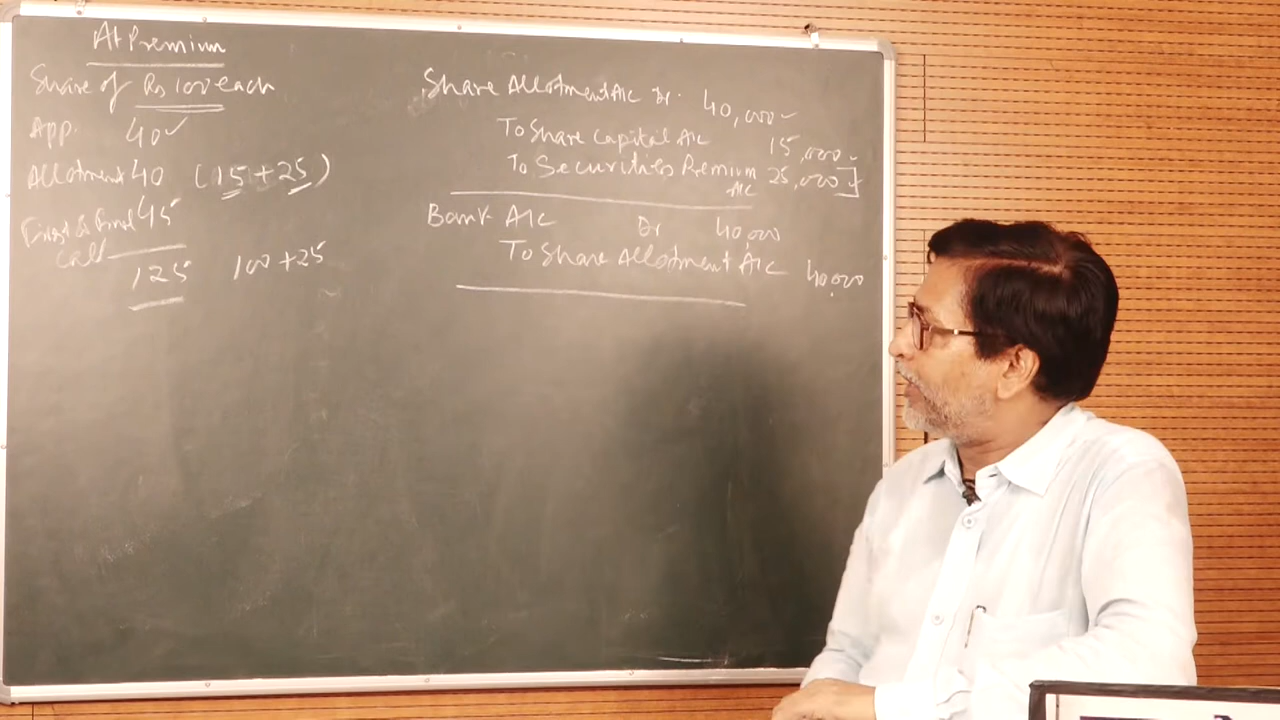 At Premium
Share of Rs 100 each
App. 40 ✓
Allotment 40 (15 + 25)
First & Final Call 45
125 100 + 25
Share Allotment A/c Dr. 40,000
To Share Capital A/c 15,000
To Securities Premium A/c 25,000
Bank A/c Dr 40,000
To Share Allotment A/c 40,000